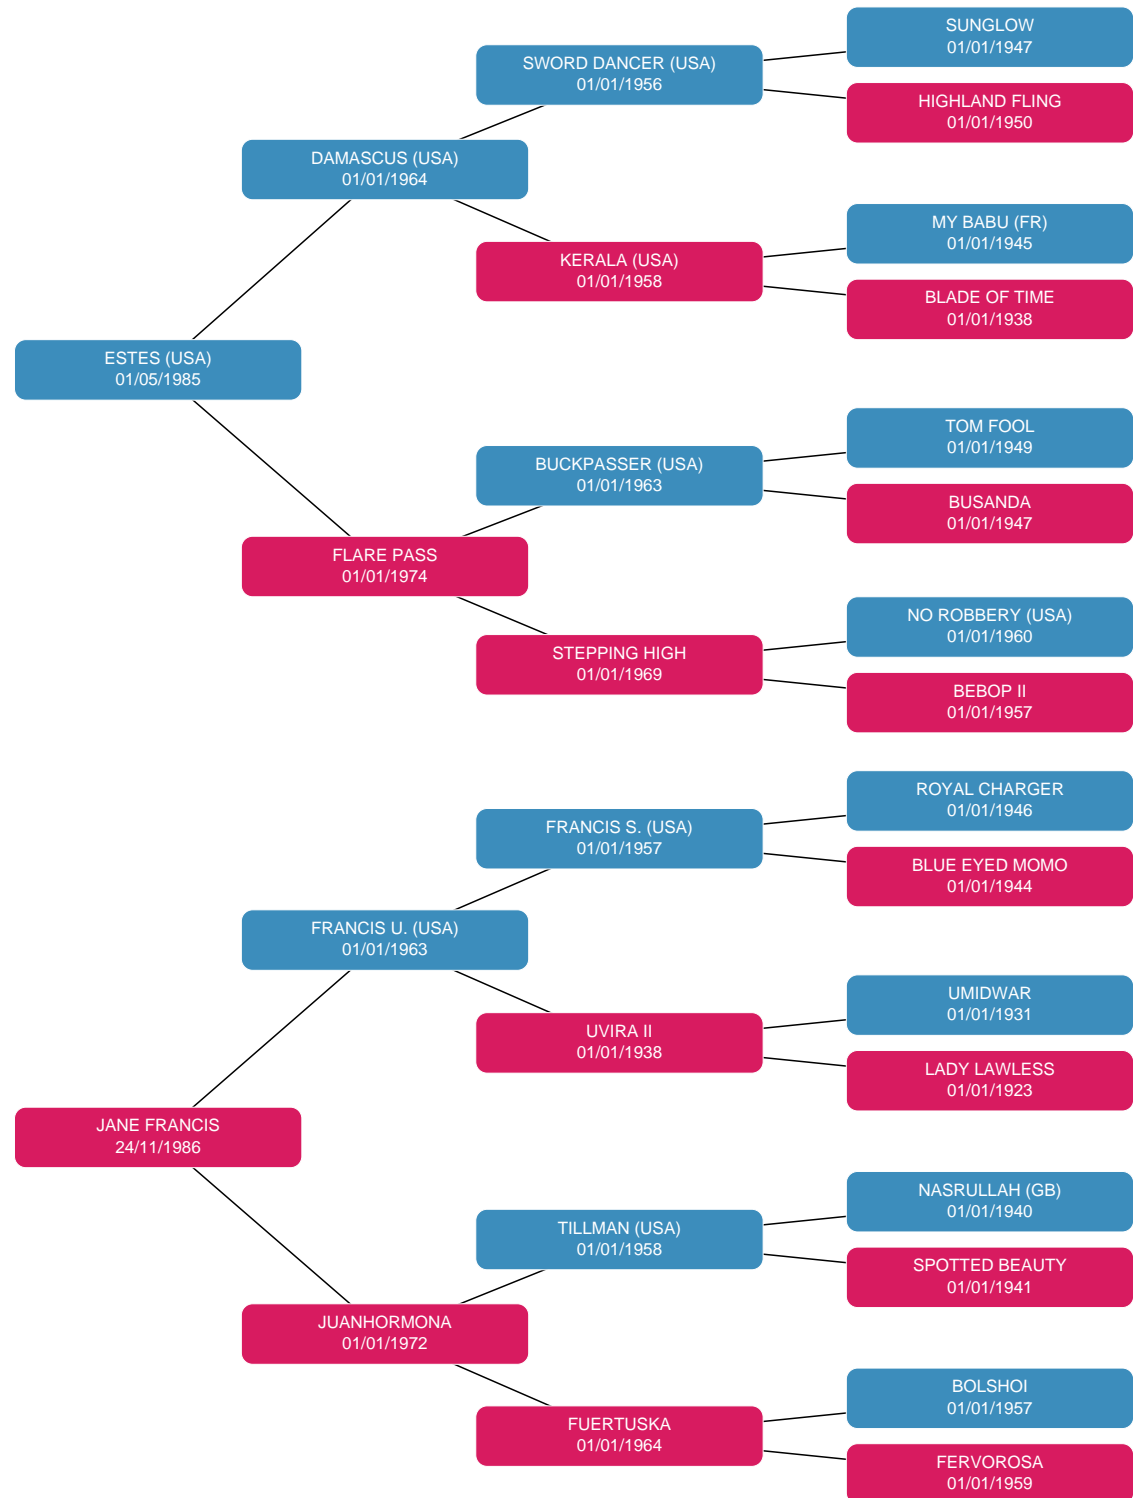 SUNGLOW
01/01/1947
SWORD DANCER (USA)
01/01/1956
HIGHLAND FLING
01/01/1950
DAMASCUS (USA)
01/01/1964
MY BABU (FR)
01/01/1945
KERALA (USA)
01/01/1958
BLADE OF TIME
01/01/1938
ESTES (USA)
01/05/1985
TOM FOOL
01/01/1949
BUCKPASSER (USA)
01/01/1963
BUSANDA
01/01/1947
FLARE PASS
01/01/1974
NO ROBBERY (USA)
01/01/1960
STEPPING HIGH
01/01/1969
BEBOP II
01/01/1957
ROYAL CHARGER
01/01/1946
FRANCIS S. (USA)
01/01/1957
BLUE EYED MOMO
01/01/1944
FRANCIS U. (USA)
01/01/1963
UMIDWAR
01/01/1931
UVIRA II
01/01/1938
LADY LAWLESS
01/01/1923
JANE FRANCIS
24/11/1986
NASRULLAH (GB)
01/01/1940
TILLMAN (USA)
01/01/1958
SPOTTED BEAUTY
01/01/1941
JUANHORMONA
01/01/1972
BOLSHOI
01/01/1957
FUERTUSKA
01/01/1964
FERVOROSA
01/01/1959